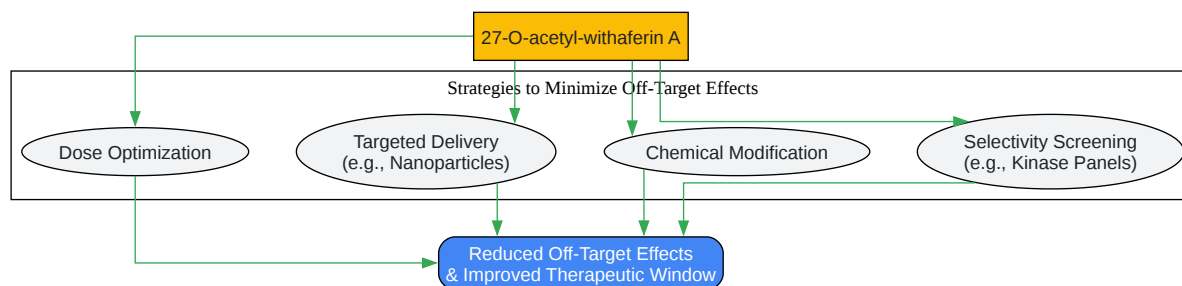 27-O-acetyl-withaferin A
Strategies to Minimize Off-Target Effects
Dose Optimization
Targeted Delivery
(e.g., Nanoparticles)
Chemical Modification
Selectivity Screening
(e.g., Kinase Panels)
Reduced Off-Target Effects
& Improved Therapeutic Window